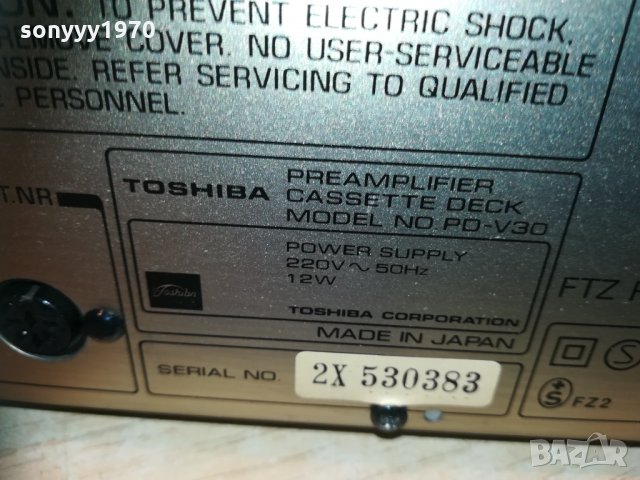 sonyyy1970
TO PREVENT ELECTRIC SHOCK,
COVER. NO USER-SERVICEABLE
INSIDE. REFER SERVICING TO QUALIFIED
PERSONNEL.
T.NR
TOSHIBA
PREAMPLIFIER
CASSETTE DECK
MODEL NO. PD-V30
POWER SUPPLY
220V ~ 50Hz
12W
Toshiba
TOSHIBA CORPORATION
MADE IN JAPAN
FTZ
SERIAL NO.
2X 530383
S
S FZ2
BAZAR